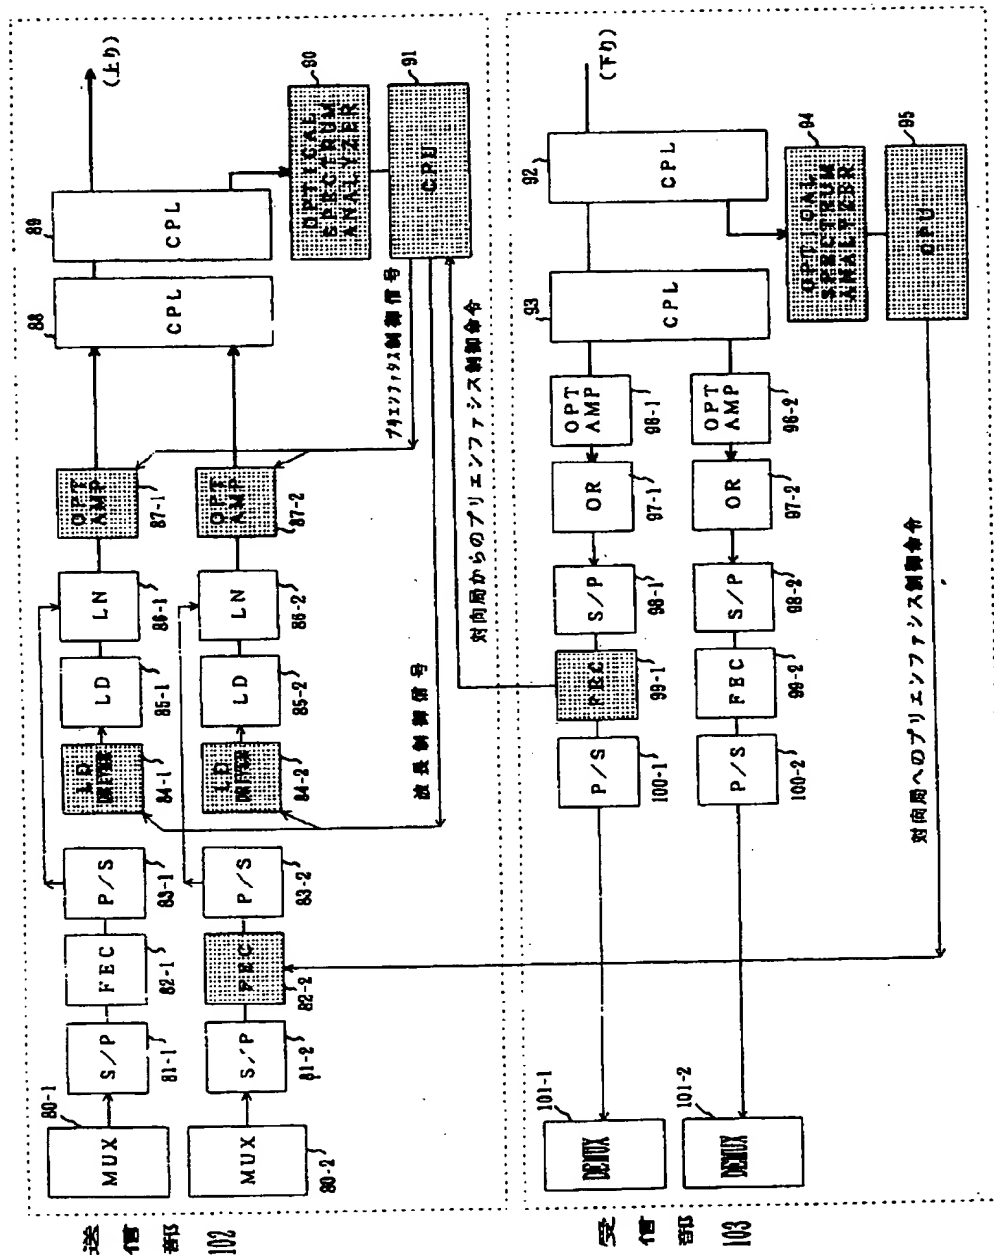 送信部 102
80-1
MUX
S/P
81-1
FEC
82-1
P/S
83-1
LD
DRIVER
84-1
LD
85-1
LN
86-1
OPT
AMP
87-1
80-2
MUX
S/P
81-2
FEC
82-2
P/S
83-2
LD
DRIVER
84-2
LD
85-2
LN
86-2
OPT
AMP
87-2
88
CPL
89
CPL
(上り)
90
OPTICAL
SPECTRUM
ANALYZER
91
CPU
プリエンファシス制御信号
波長制御信号
対向局からのプリエンファシス制御命令
受信部 103
101-1
DEMUX
P/S
100-1
FEC
99-1
S/P
98-1
OR
97-1
OPT
AMP
96-1
101-2
DEMUX
P/S
100-2
FEC
99-2
S/P
98-2
OR
97-2
OPT
AMP
96-2
93
CPL
92
CPL
(下り)
94
OPTICAL
SPECTRUM
ANALYZER
95
CPU
対向局へのプリエンファシス制御命令